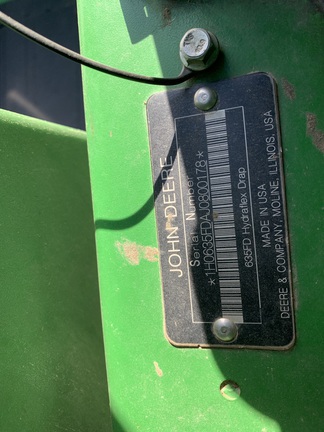 JOHN DEERE
Serial Number
*1H0635FDAJ0800178*
635FD Hydraflex Drap
MADE IN USA
DEERE & COMPANY, MOLINE, ILLINOIS, USA